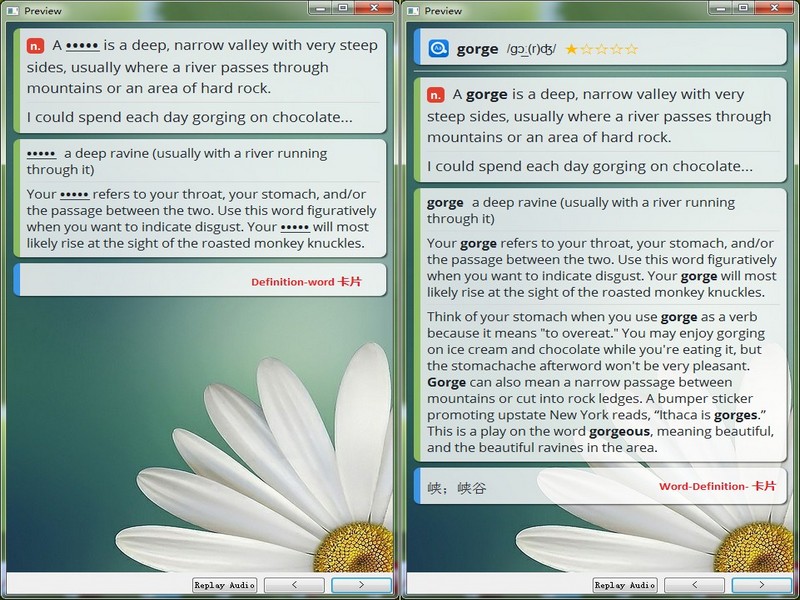 Preview
n. A ••••• is a deep, narrow valley with very steep
sides, usually where a river passes through
mountains or an area of hard rock.
I could spend each day gorging on chocolate...
••••• a deep ravine (usually with a river running
through it)
Your ••••• refers to your throat, your stomach, and/or
the passage between the two. Use this word figuratively
when you want to indicate disgust. Your ••••• will most
likely rise at the sight of the roasted monkey knuckles.
Definition-word 卡片
Replay Audio < >
Preview
gorge /gɔ_(r)dʒ/ ★☆☆☆☆
n. A gorge is a deep, narrow valley with very
steep sides, usually where a river passes through
mountains or an area of hard rock.
I could spend each day gorging on chocolate...
gorge a deep ravine (usually with a river running
through it)
Your gorge refers to your throat, your stomach, and/or
the passage between the two. Use this word figuratively
when you want to indicate disgust. Your gorge will most
likely rise at the sight of the roasted monkey knuckles.
Think of your stomach when you use gorge as a verb
because it means "to overeat." You may enjoy gorging
on ice cream and chocolate while you're eating it, but
the stomachache afterword won't be very pleasant.
Gorge can also mean a narrow passage between
mountains or cut into rock ledges. A bumper sticker
promoting upstate New York reads, “Ithaca is gorges.”
This is a play on the word gorgeous, meaning beautiful,
and the beautiful ravines in the area.
峡；峡谷 Word-Definition- 卡片
Replay Audio < >